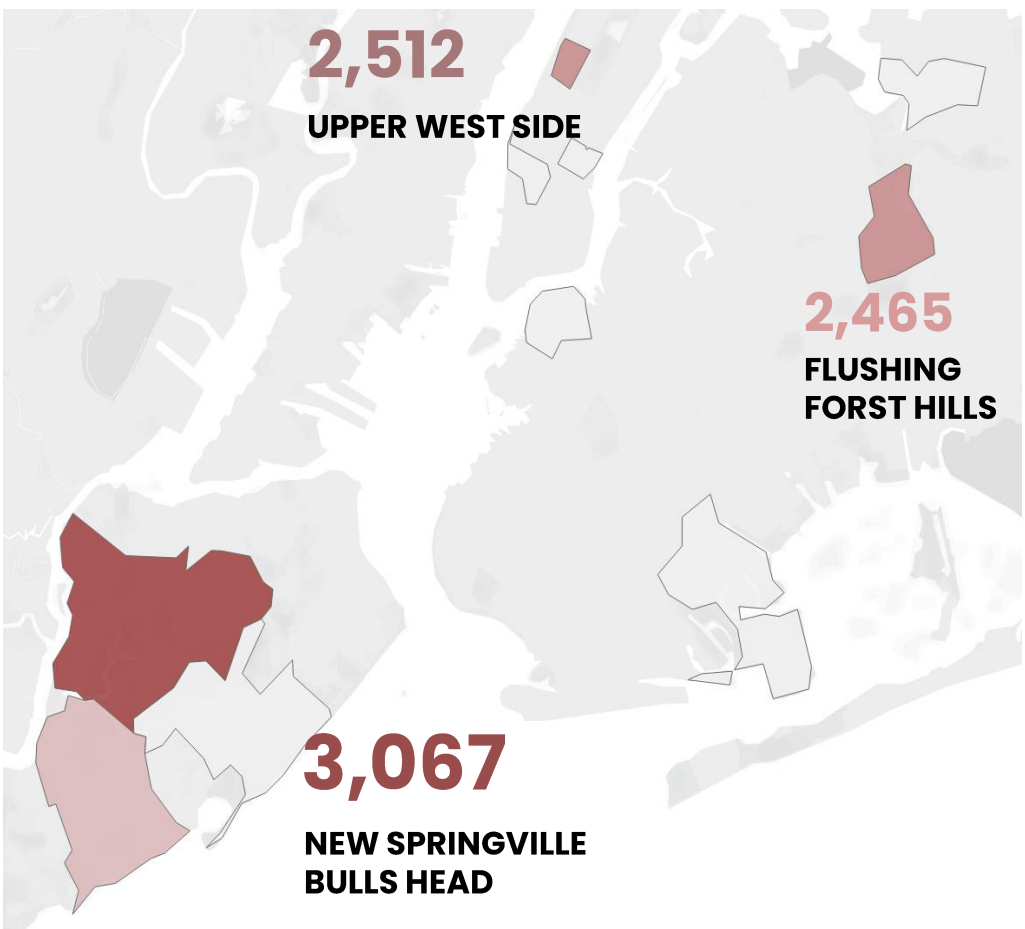 2,512
UPPER WEST SIDE
2,465
FLUSHING
FORST HILLS
3,067
NEW SPRINGVILLE
BULLS HEAD